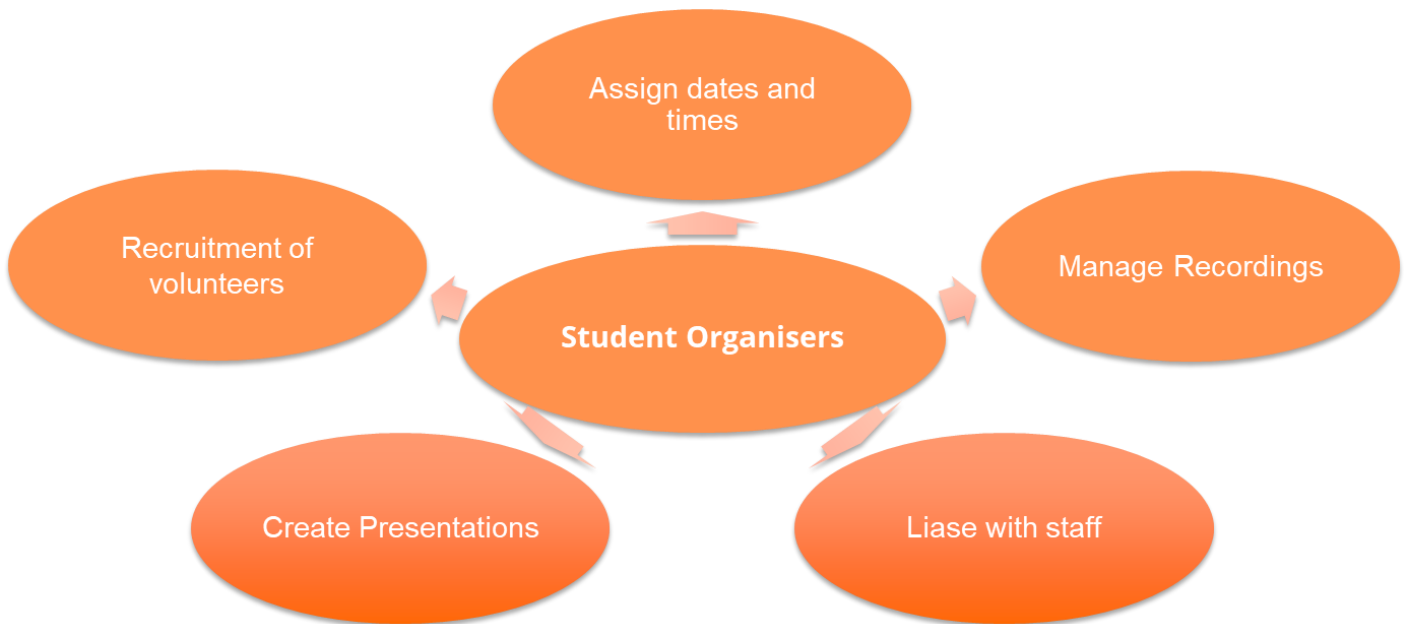 Assign dates and
times
Recruitment of
volunteers
Manage Recordings
Student Organisers
Create Presentations
Liase with staff